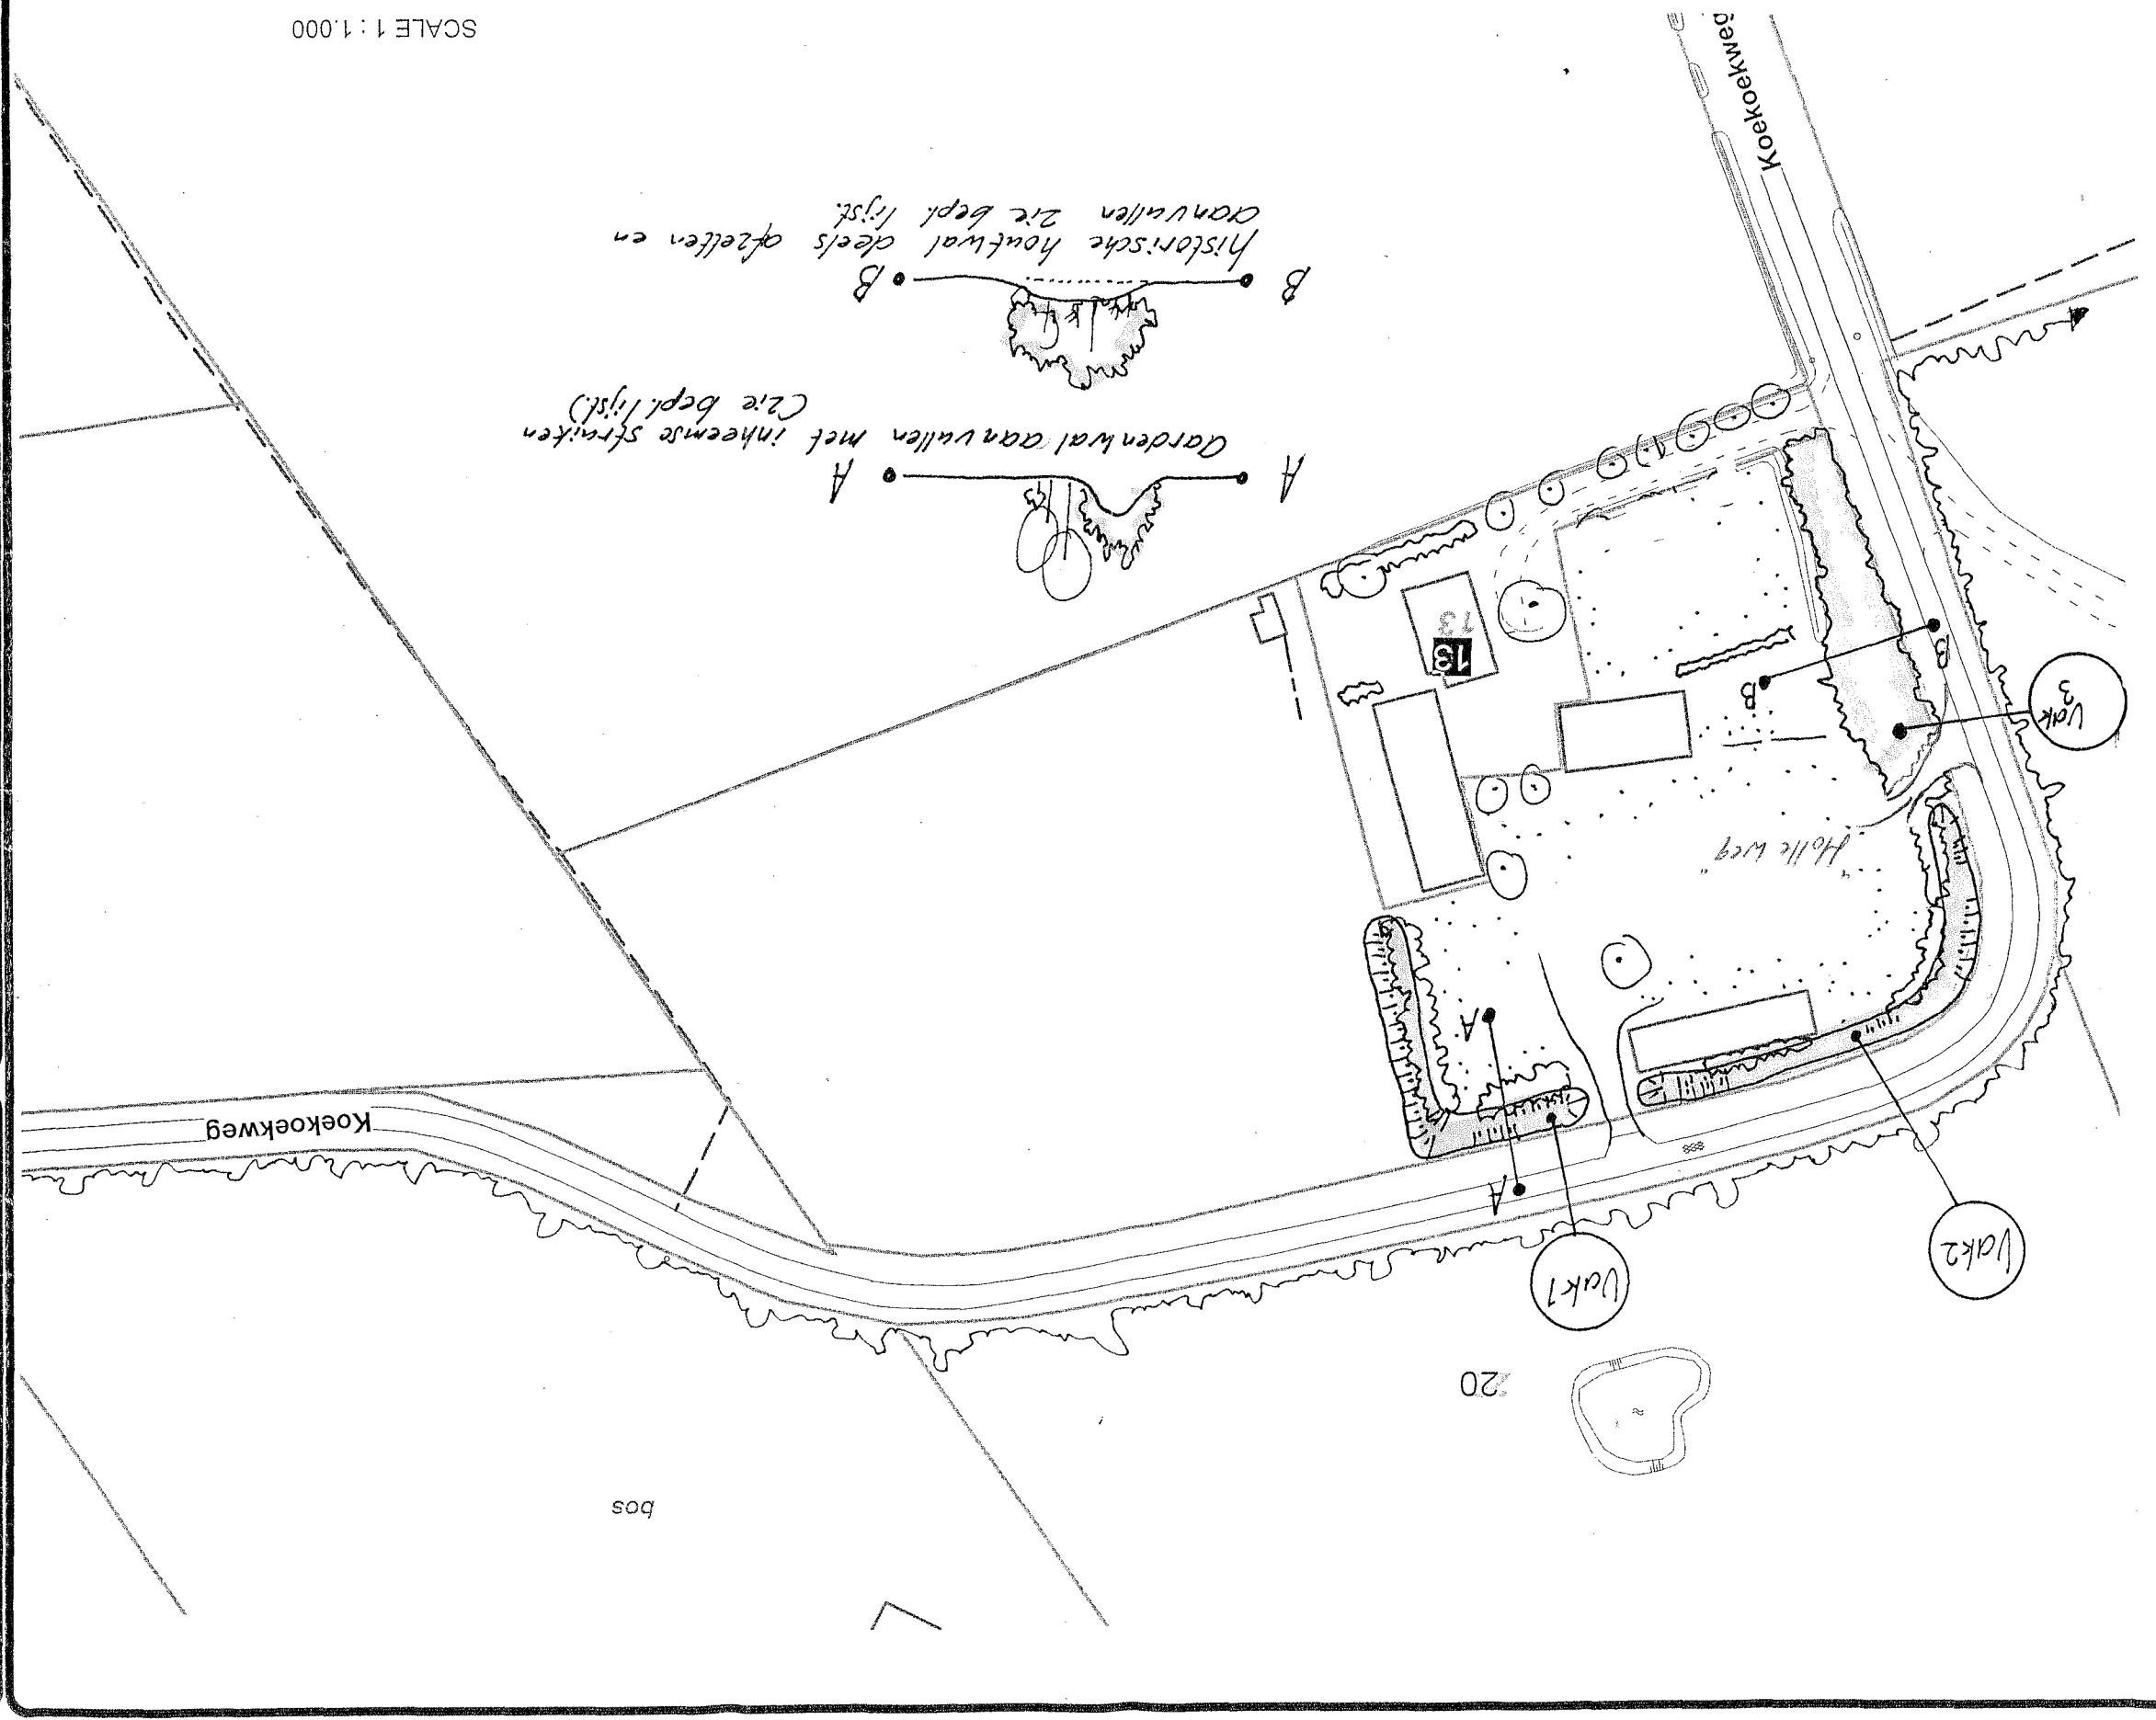 bos
20
Vak1
Vak2
Koekoekweg
A
A
"Holle weg"
Vak
3
B
B
13
13
A
A
aardenwal aanvullen met inheemse struiken
(zie bepl. lijst)
1)
B
B
historische houtwal deels afzetten en
aanvullen zie bepl. lijst.
Koekoekweg
SCALE 1 : 1.000